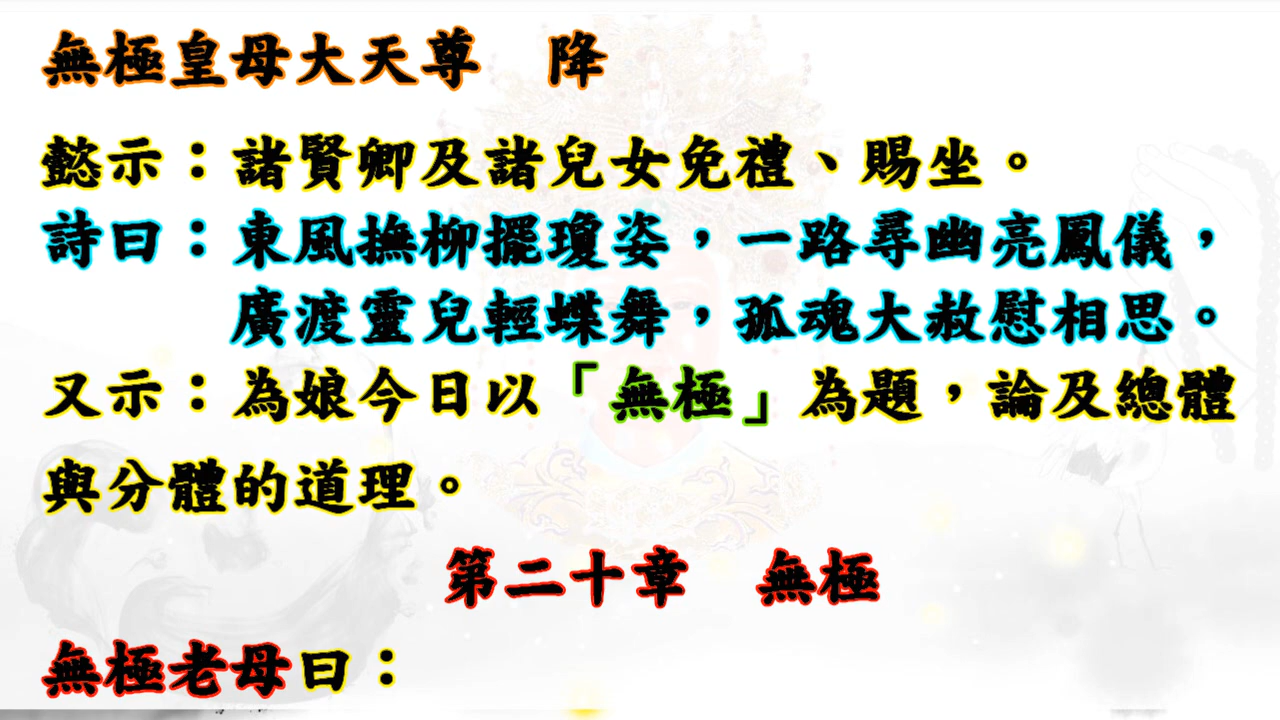 無極皇母大天尊　降
懿示：諸賢卿及諸兒女免禮、賜坐。
詩曰：東風撫柳擺瓊姿，一路尋幽亮鳳儀，
廣渡靈兒輕蝶舞，孤魂大赦慰相思。
又示：為娘今日以「無極」為題，論及總體
與分體的道理。
第二十章　無極
無極老母曰：